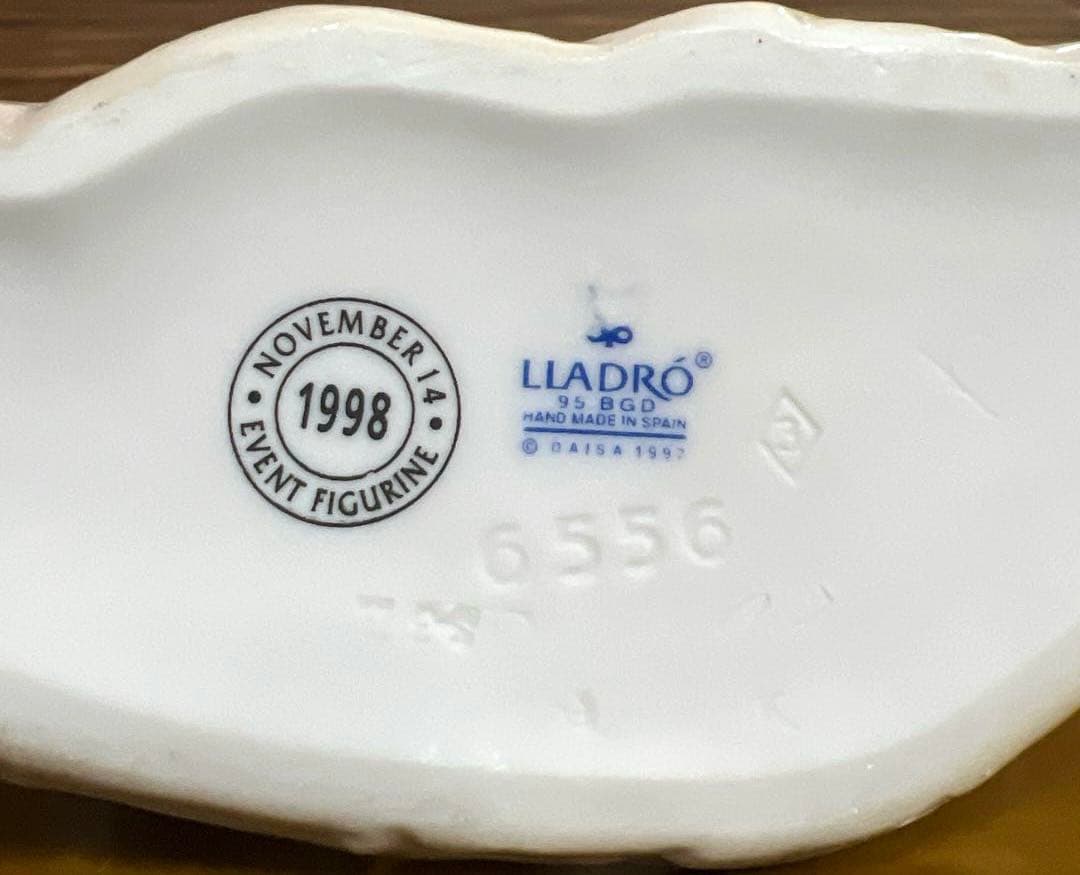 NOVEMBER 14
1998
EVENT FIGURINE
LLADRÓ®
95 BGD
HAND MADE IN SPAIN
© DAISA 1997
6556